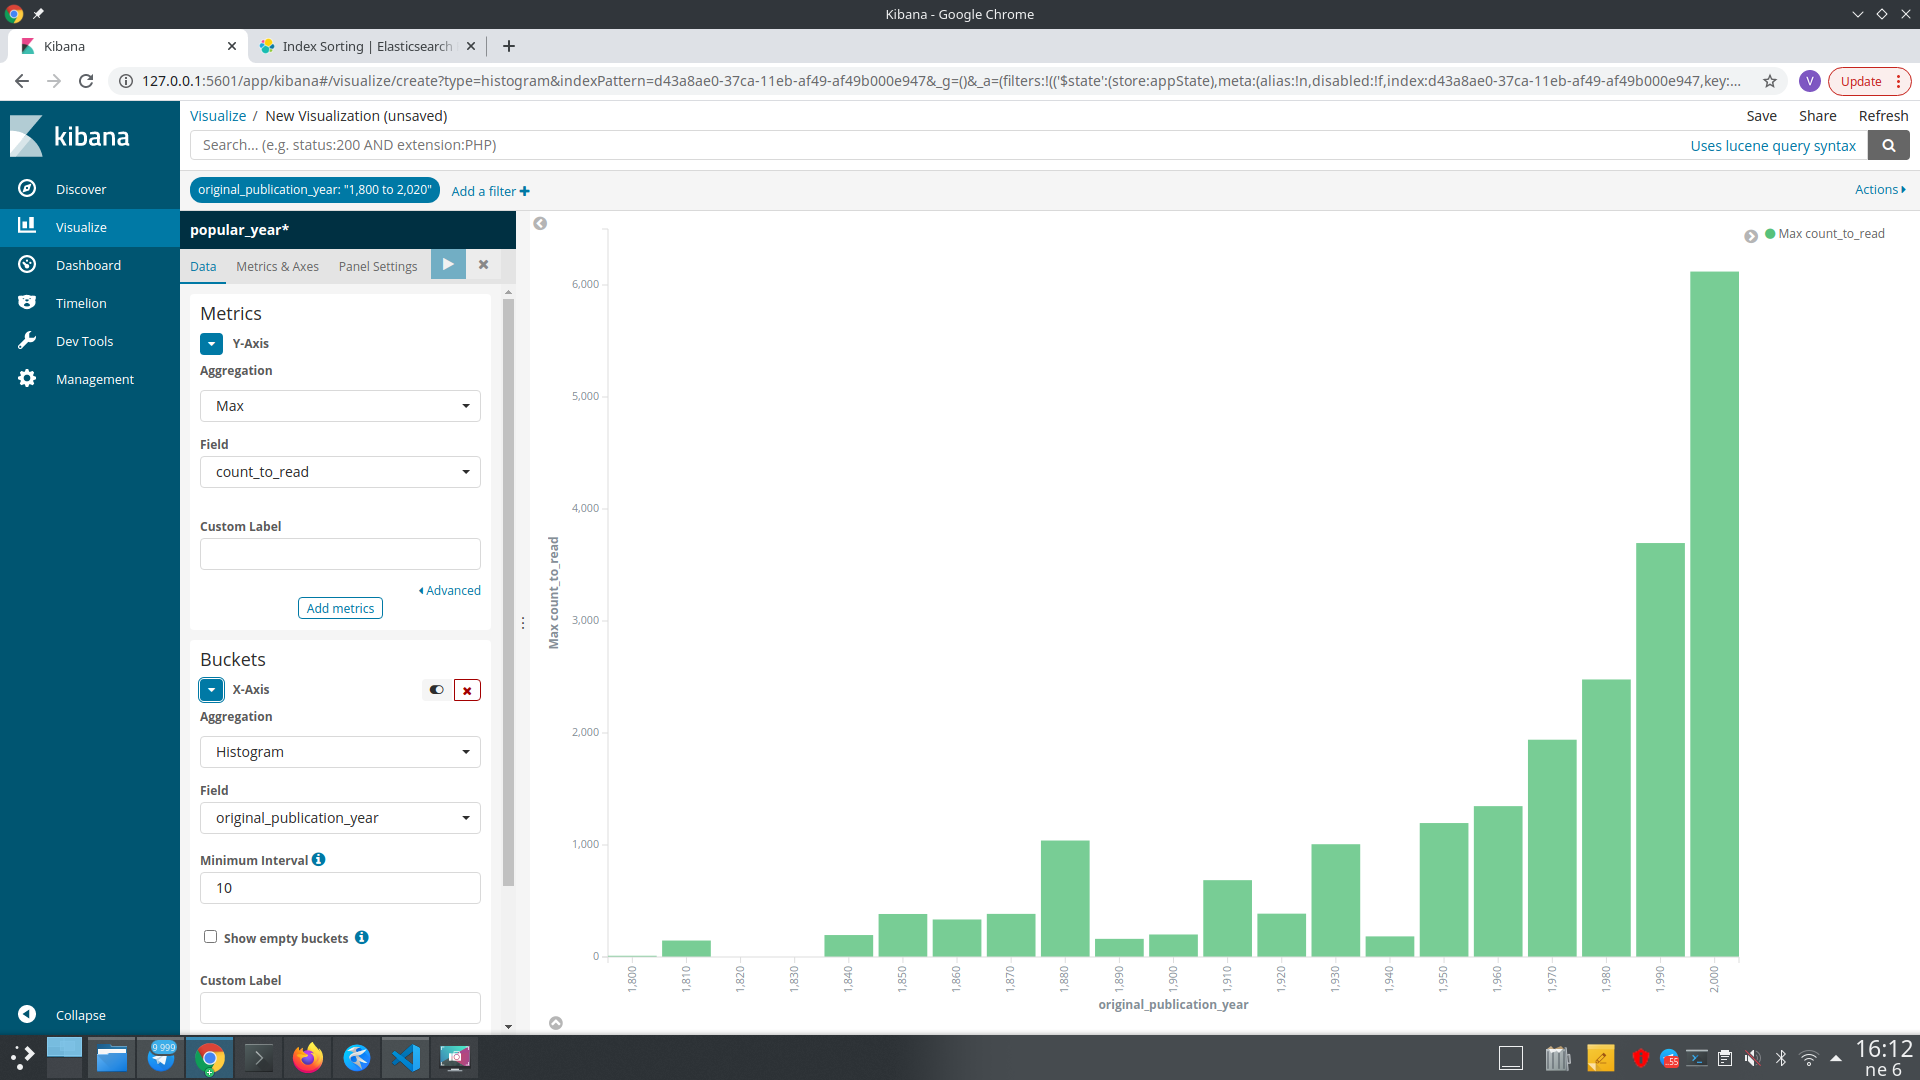 Kibana - Google Chrome
Kibana
Index Sorting | Elasticsearch
127.0.0.1:5601/app/kibana#/visualize/create?type=histogram&indexPattern=d43a8ae0-37ca-11eb-af49-af49b000e947&_g=()&_a=(filters:!(('$state':(store:appState),meta:(alias:!n,disabled:!f,index:d43a8ae0-37ca-11eb-af49-af49b000e947,key:...
V
Update
kibana
Discover
Visualize
Dashboard
Timelion
Dev Tools
Management
Collapse
Visualize / New Visualization (unsaved)
Save Share Refresh
Search... (e.g. status:200 AND extension:PHP)
Uses lucene query syntax
original_publication_year: "1,800 to 2,020"
Add a filter +
Actions
popular_year*
Data Metrics & Axes Panel Settings
Metrics
Y-Axis
Aggregation
Max
Field
count_to_read
Custom Label
Advanced
Add metrics
Buckets
X-Axis
Aggregation
Histogram
Field
original_publication_year
Minimum Interval
10
Show empty buckets
Custom Label
Max count_to_read
6,000
5,000
4,000
3,000
2,000
1,000
0
Max count_to_read
1,800 1,810 1,820 1,830 1,840 1,850 1,860 1,870 1,880 1,890 1,900 1,910 1,920 1,930 1,940 1,950 1,960 1,970 1,980 1,990 2,000
original_publication_year
9 999
55
16:12
ne 6